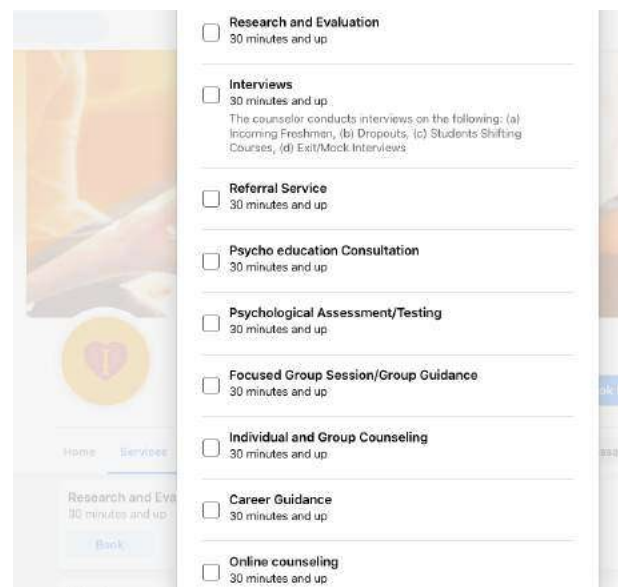 Research and Evaluation
30 minutes and up
Interviews
30 minutes and up
The counselor conducts interviews on the following: (a)
Incoming Freshman, (b) Dropouts, (c) Students Shifting
Courses, (d) Exit/Mock Interviews
Referral Service
30 minutes and up
Psycho education Consultation
30 minutes and up
Psychological Assessment/Testing
30 minutes and up
Focused Group Session/Group Guidance
30 minutes and up
Individual and Group Counseling
30 minutes and up
Career Guidance
30 minutes and up
Online counseling
30 minutes and up
I
Home Services
Research and Eva
30 minutes and up
Book